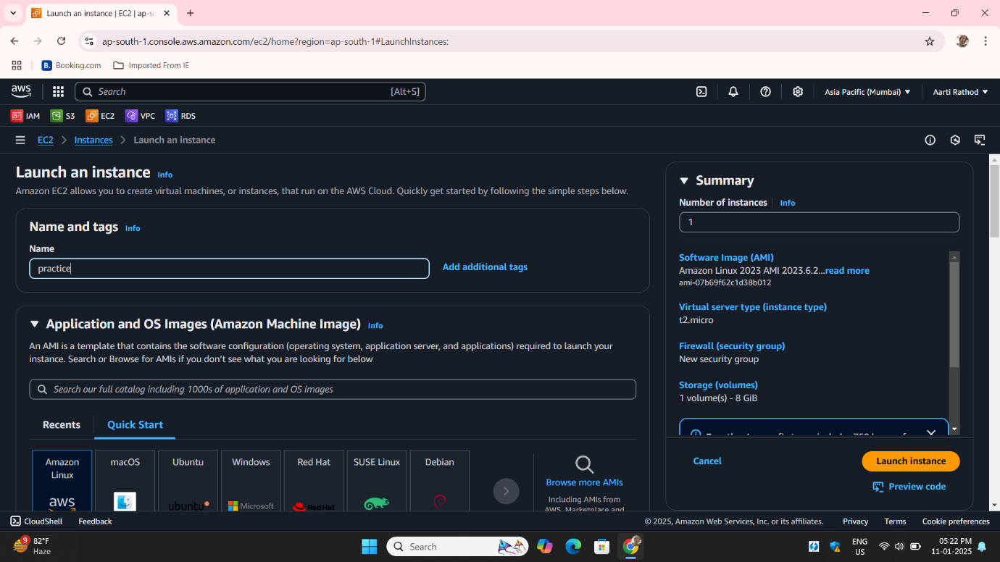 Launch an instance | EC2 | ap-so
ap-south-1.console.aws.amazon.com/ec2/home?region=ap-south-1#LaunchInstances:
B. Booking.com
Imported From IE
aws
Search
[Alt+S]
Asia Pacific (Mumbai)
Aarti Rathod
IAM
S3
EC2
VPC
RDS
EC2
Instances
Launch an instance
Launch an instance Info
Amazon EC2 allows you to create virtual machines, or instances, that run on the AWS Cloud. Quickly get started by following the simple steps below.
Name and tags Info
Name
practice
Add additional tags
Application and OS Images (Amazon Machine Image) Info
An AMI is a template that contains the software configuration (operating system, application server, and applications) required to launch your
instance. Search or Browse for AMIs if you don't see what you are looking for below
Search our full catalog including 1000s of application and OS images
Recents
Quick Start
Amazon
Linux
aws
macOS
Ubuntu
ubuntu
Windows
Microsoft
Red Hat
Red Hat
SUSE Linux
Debian
Browse more AMIs
Including AMIs from
AWS, Marketplace and
Summary
Number of instances Info
1
Software Image (AMI)
Amazon Linux 2023 AMI 2023.6.2...read more
ami-07b69f62c1d38b012
Virtual server type (instance type)
t2.micro
Firewall (security group)
New security group
Storage (volumes)
1 volume(s) - 8 GiB
Cancel
Launch instance
Preview code
CloudShell
Feedback
© 2025, Amazon Web Services, Inc. or its affiliates.
Privacy
Terms
Cookie preferences
9
82°F
Haze
Search
ENG
US
05:22 PM
11-01-2025